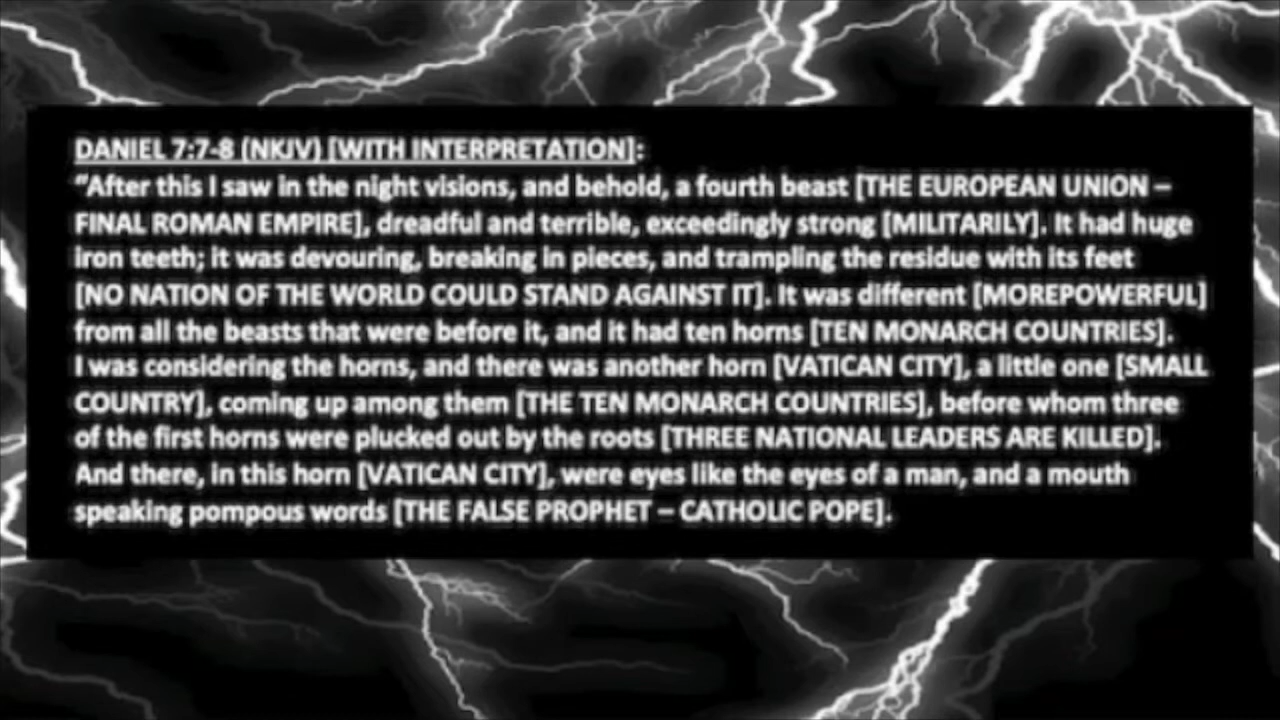 DANIEL 7:7-8 (NKJV) [WITH INTERPRETATION]:
“After this I saw in the night visions, and behold, a fourth beast [THE EUROPEAN UNION –
FINAL ROMAN EMPIRE], dreadful and terrible, exceedingly strong [MILITARILY]. It had huge
iron teeth; it was devouring, breaking in pieces, and trampling the residue with its feet
[NO NATION OF THE WORLD COULD STAND AGAINST IT]. It was different [MOREPOWERFUL]
from all the beasts that were before it, and it had ten horns [TEN MONARCH COUNTRIES].
I was considering the horns, and there was another horn [VATICAN CITY], a little one [SMALL
COUNTRY], coming up among them [THE TEN MONARCH COUNTRIES], before whom three
of the first horns were plucked out by the roots [THREE NATIONAL LEADERS ARE KILLED].
And there, in this horn [VATICAN CITY], were eyes like the eyes of a man, and a mouth
speaking pompous words [THE FALSE PROPHET – CATHOLIC POPE].